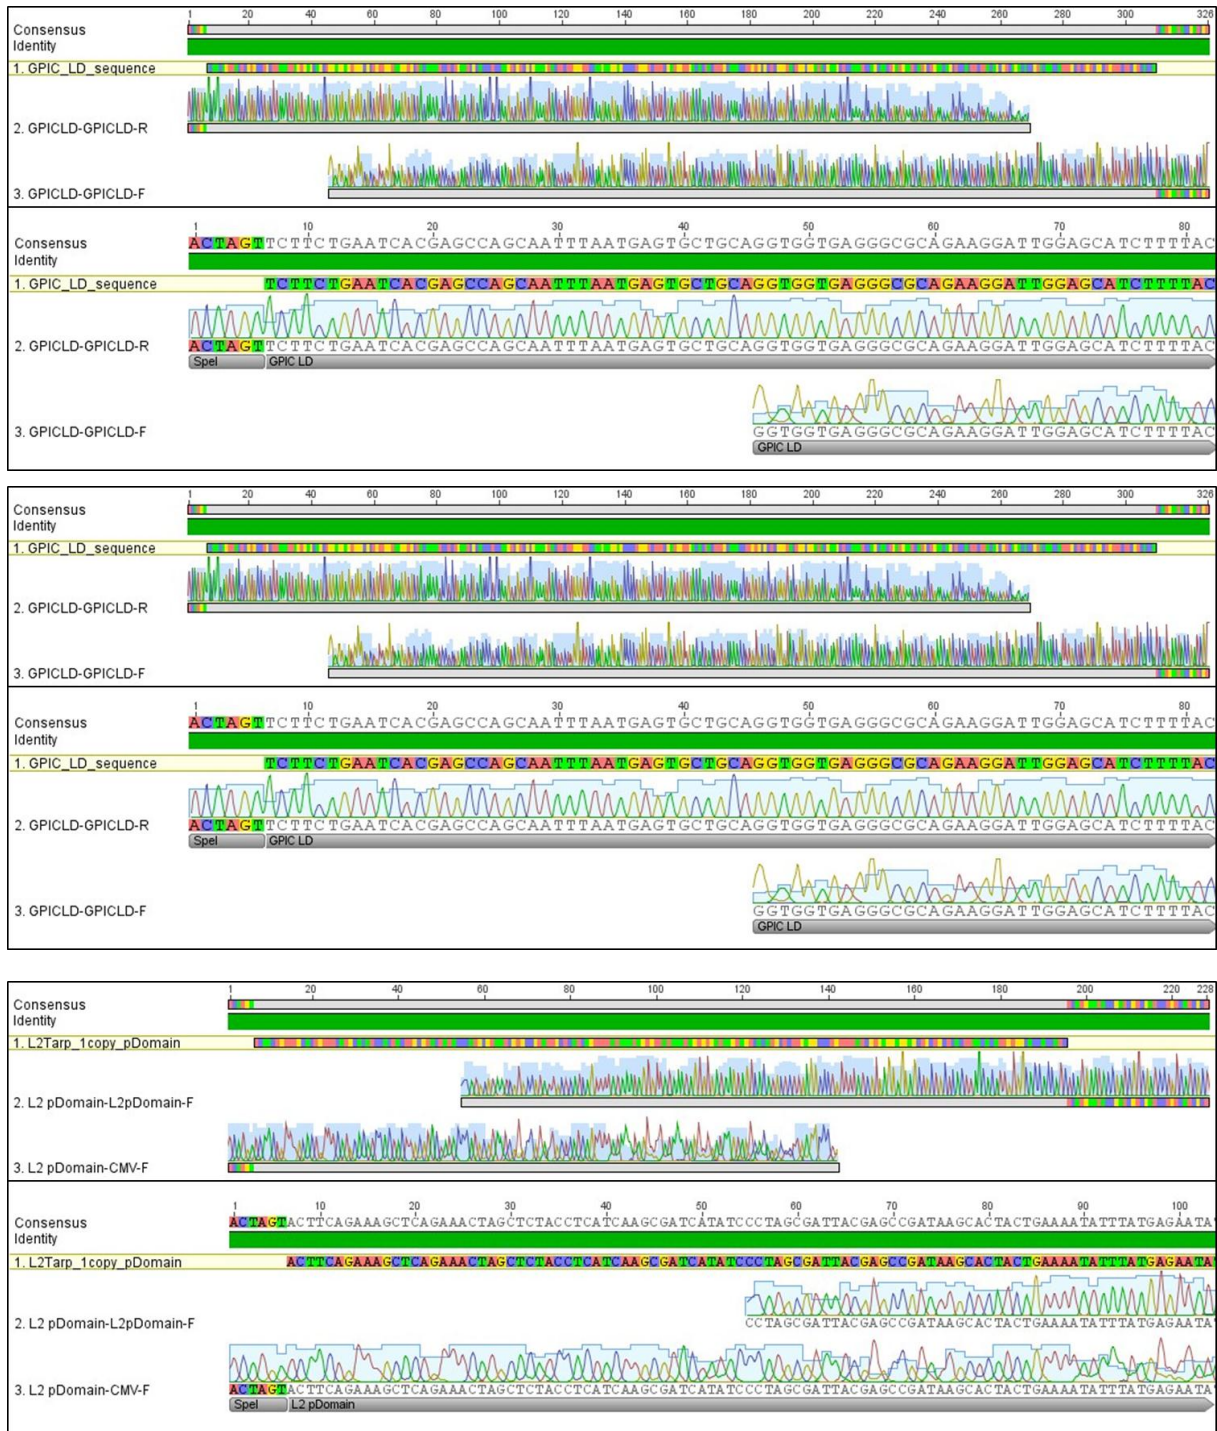 1 20 40 60 80 100 120 140 160 180 200 220 240 260 280 300 326
Consensus
Identity
1. GPIC_LD_sequence
2. GPICLD-GPICLD-R
3. GPICLD-GPICLD-F
1 10 20 30 40 50 60 70 80
Consensus ACTAGTTCTTCTGAATCACGAGCCAGCAATTTAATGAGTGCTGCAGGTGGTGAGGGCGCAGAAGGATTGGAGCATCTTTTAC
Identity
1. GPIC_LD_sequence TCTTCTGAATCACGAGCCAGCAATTTAATGAGTGCTGCAGGTGGTGAGGGCGCAGAAGGATTGGAGCATCTTTTAC
2. GPICLD-GPICLD-R ACTAGTTCTTCTGAATCACGAGCCAGCAATTTAATGAGTGCTGCAGGTGGTGAGGGCGCAGAAGGATTGGAGCATCTTTTAC
SpeI GPIC LD
3. GPICLD-GPICLD-F GGTGGTGAGGGCGCAGAAGGATTGGAGCATCTTTTAC
GPIC LD
1 20 40 60 80 100 120 140 160 180 200 220 240 260 280 300 326
Consensus
Identity
1. GPIC_LD_sequence
2. GPICLD-GPICLD-R
3. GPICLD-GPICLD-F
1 10 20 30 40 50 60 70 80
Consensus ACTAGTTCTTCTGAATCACGAGCCAGCAATTTAATGAGTGCTGCAGGTGGTGAGGGCGCAGAAGGATTGGAGCATCTTTTAC
Identity
1. GPIC_LD_sequence TCTTCTGAATCACGAGCCAGCAATTTAATGAGTGCTGCAGGTGGTGAGGGCGCAGAAGGATTGGAGCATCTTTTAC
2. GPICLD-GPICLD-R ACTAGTTCTTCTGAATCACGAGCCAGCAATTTAATGAGTGCTGCAGGTGGTGAGGGCGCAGAAGGATTGGAGCATCTTTTAC
SpeI GPIC LD
3. GPICLD-GPICLD-F GGTGGTGAGGGCGCAGAAGGATTGGAGCATCTTTTAC
GPIC LD
1 20 40 60 80 100 120 140 160 180 200 220 228
Consensus
Identity
1. L2Tarp_1copy_pDomain
2. L2 pDomain-L2pDomain-F
3. L2 pDomain-CMV-F
1 10 20 30 40 50 60 70 80 90 100
Consensus ACTAGTACTTCAGAAAGCTCAGAAACTAGCTCTACCTCATCAAGCGATCATATCCCTAGCGATTACGAGCCGATAAGCACTACTGAAAATATTTATGAGAATA
Identity
1. L2Tarp_1copy_pDomain ACTTCAGAAAGCTCAGAAACTAGCTCTACCTCATCAAGCGATCATATCCCTAGCGATTACGAGCCGATAAGCACTACTGAAAATATTTATGAGAATA
2. L2 pDomain-L2pDomain-F CCTAGCGATTACGAGCCGATAAGCACTACTGAAAATATTTATGAGAATA
3. L2 pDomain-CMV-F ACTAGTACTTCAGAAAGCTCAGAAACTAGCTCTACCTCATCAAGCGATCATATCCCTAGCGATTACGAGCCGATAAGCACTACTGAAAATATTTATGAGAATA
SpeI L2 pDomain